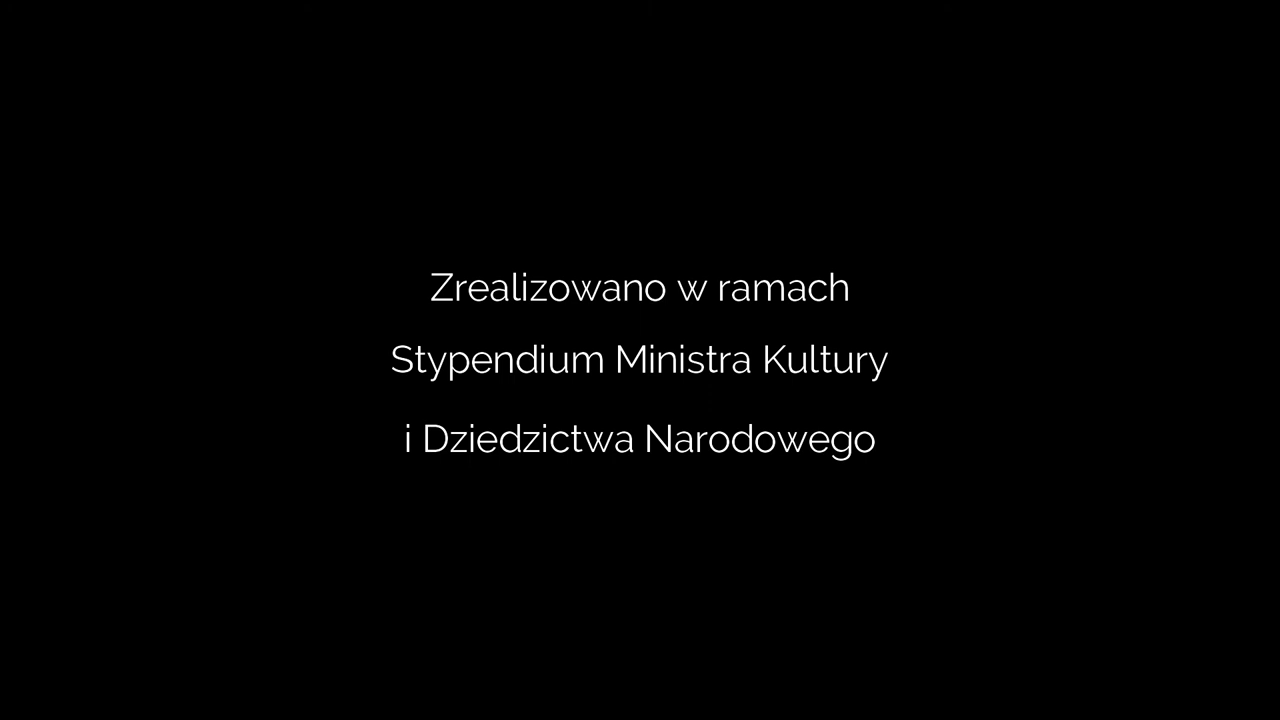 Zrealizowano w ramach
Stypendium Ministra Kultury
i Dziedzictwa Narodowego